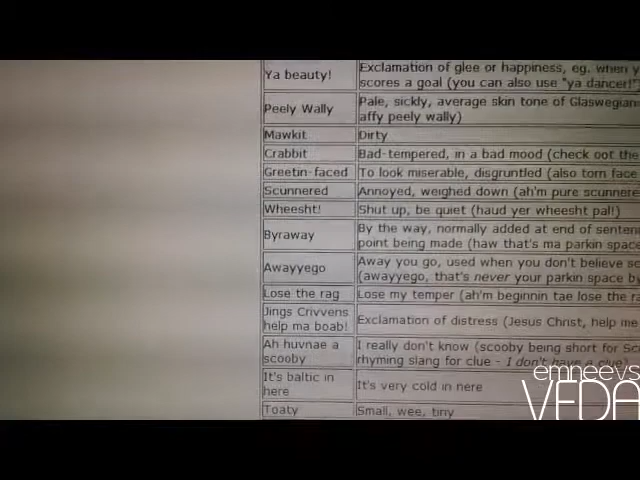 Ya beauty! Exclamation of glee or happiness, eg. when y
scores a goal (you can also use "ya dancer!")
Peely Wally Pale, sickly, average skin tone of Glaswegians
affy peely wally)
Mawkit Dirty
Crabbit Bad-tempered, in a bad mood (check oot the
Greetin-faced To look miserable, disgruntled (also torn face
Scunnered Annoyed, weighed down (ah'm pure scunnere
Wheesht! Shut up, be quiet (haud yer wheesht pal!)
Byraway By the way, normally added at end of senten
point being made (haw that's ma parkin space
Awayyego Away you go, used when you don't believe so
(awayyego, that's never your parkin space by
Lose the rag Lose my temper (ah'm beginnin tae lose the ra
Jings Crivvens
help ma boab! Exclamation of distress (Jesus Christ, help me
Ah huvnae a
scooby I really don't know (scooby being short for Sc
rhyming slang for clue - I don't have a clue)
It's baltic in
here It's very cold in here
Toaty Small, wee, tiny
emneevs
VEDA